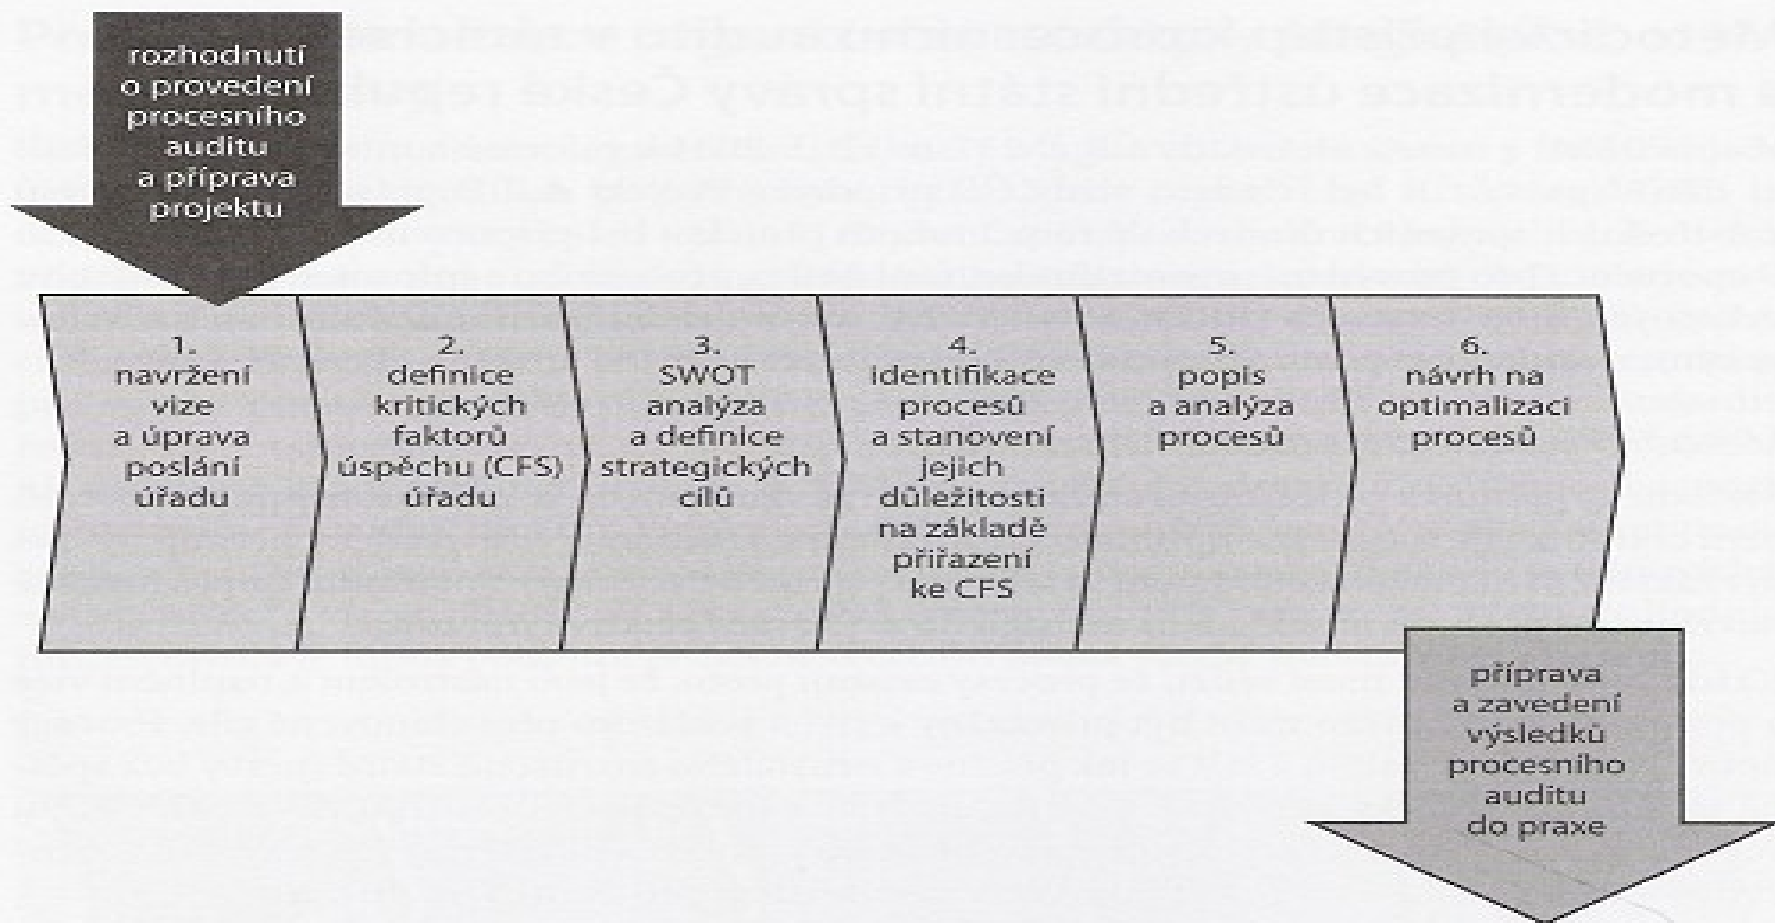 rozhodnutí
o provedení
procesního
auditu
a příprava
projektu
1.
navržení
vize
a úprava
poslání
úřadu
2.
definice
kritických
faktorů
úspěchu (CFS)
úřadu
3.
SWOT
analýza
a definice
strategických
cílů
4.
identifikace
procesů
a stanovení
jejich
důležitosti
na základě
přiřazení
ke CFS
5.
popis
a analýza
procesů
6.
návrh na
optimalizaci
procesů
příprava
a zavedení
výsledků
procesního
auditu
do praxe